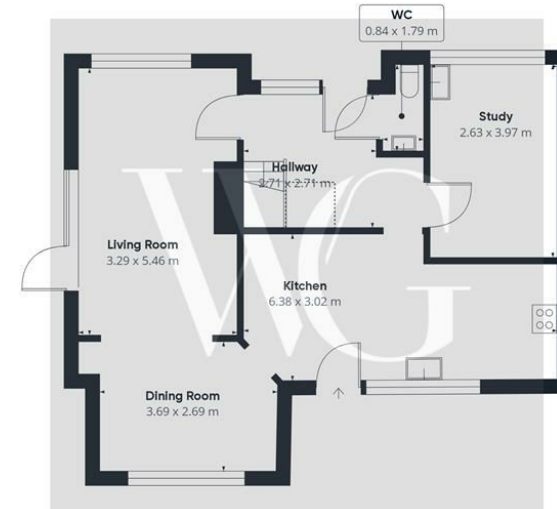 WC
0.84 x 1.79 m
Study
2.63 x 3.97 m
Hallway
2.71 x 2.71 m
Living Room
3.29 x 5.46 m
Kitchen
6.38 x 3.02 m
Dining Room
3.69 x 2.69 m
WG